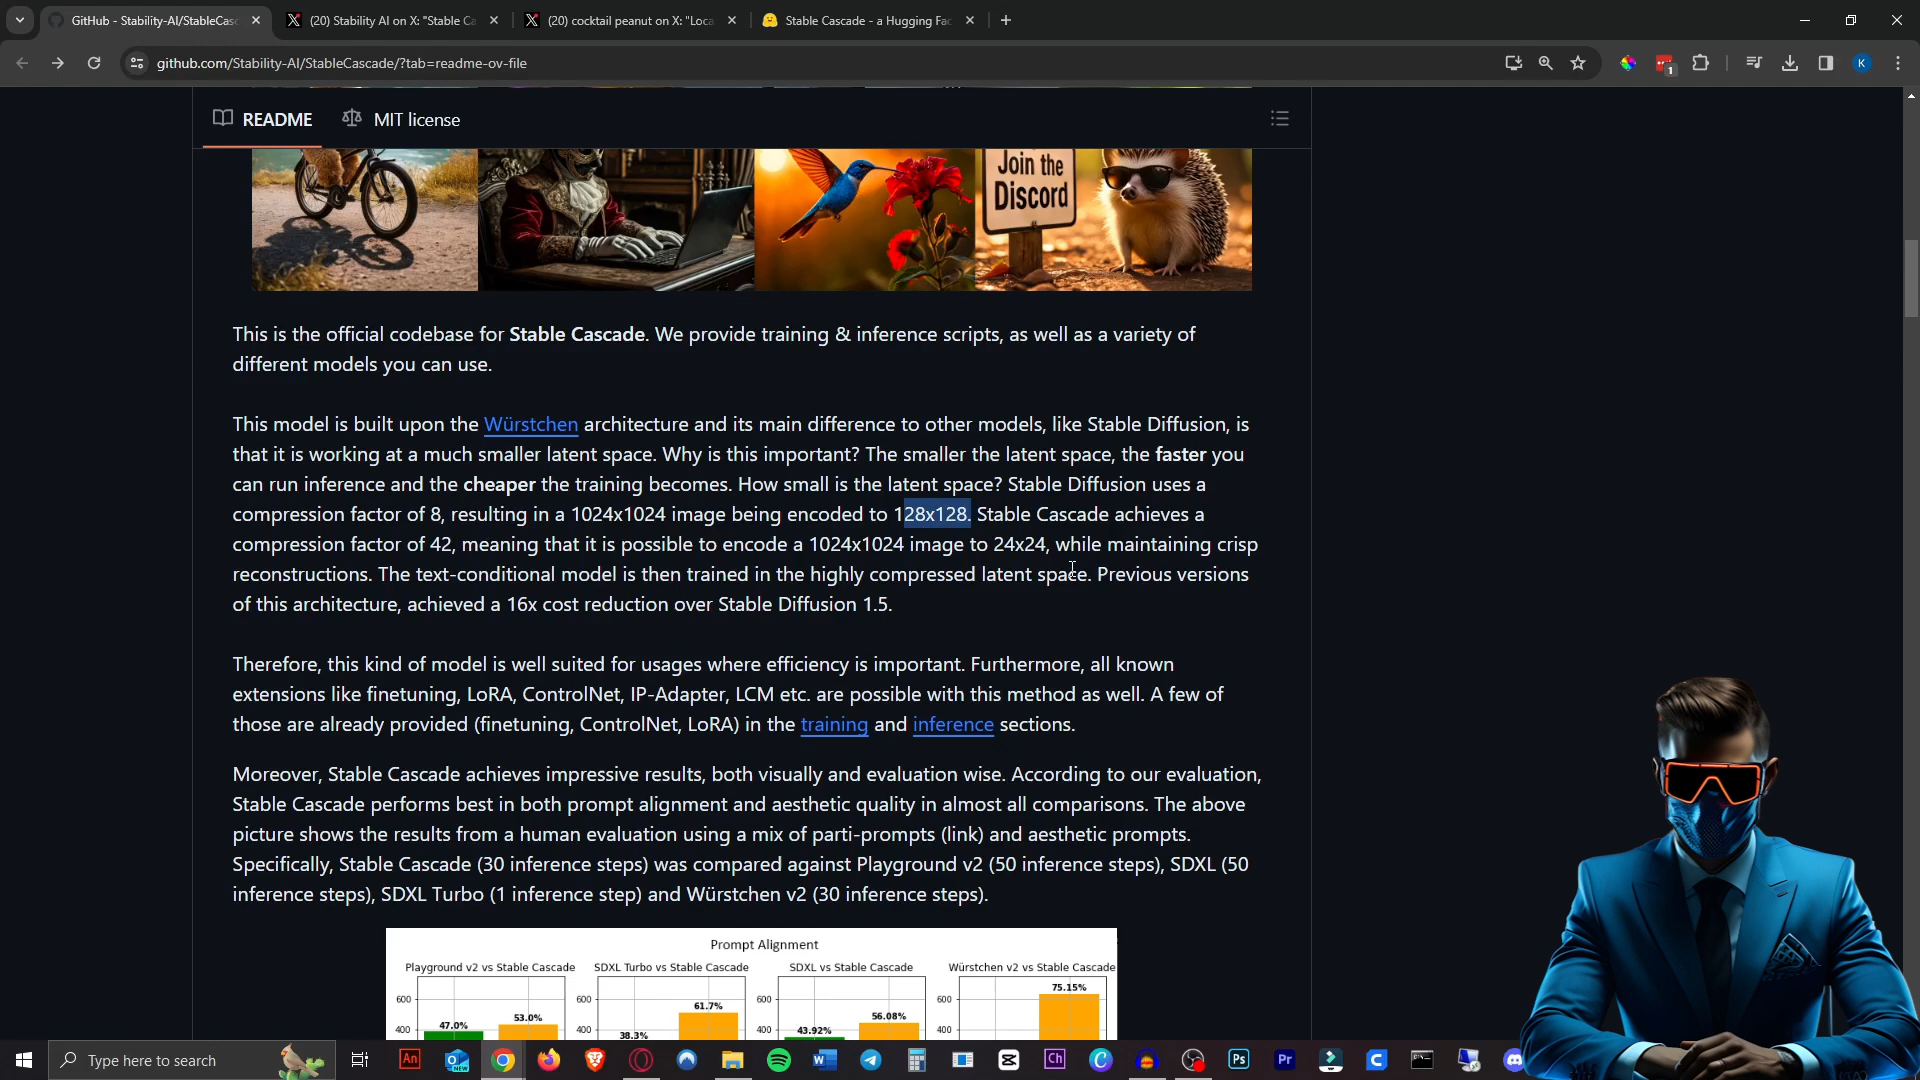 GitHub - Stability-AI/StableCasc
(20) Stability AI on X: "Stable Ca
(20) cocktail peanut on X: "Loca
Stable Cascade - a Hugging Fac
github.com/Stability-AI/StableCascade/?tab=readme-ov-file
1
K
README
MIT license
Join the
Discord
This is the official codebase for Stable Cascade. We provide training & inference scripts, as well as a variety of
different models you can use.
This model is built upon the Würstchen architecture and its main difference to other models, like Stable Diffusion, is
that it is working at a much smaller latent space. Why is this important? The smaller the latent space, the faster you
can run inference and the cheaper the training becomes. How small is the latent space? Stable Diffusion uses a
compression factor of 8, resulting in a 1024x1024 image being encoded to 128x128. Stable Cascade achieves a
compression factor of 42, meaning that it is possible to encode a 1024x1024 image to 24x24, while maintaining crisp
reconstructions. The text-conditional model is then trained in the highly compressed latent space. Previous versions
of this architecture, achieved a 16x cost reduction over Stable Diffusion 1.5.
Therefore, this kind of model is well suited for usages where efficiency is important. Furthermore, all known
extensions like finetuning, LoRA, ControlNet, IP-Adapter, LCM etc. are possible with this method as well. A few of
those are already provided (finetuning, ControlNet, LoRA) in the training and inference sections.
Moreover, Stable Cascade achieves impressive results, both visually and evaluation wise. According to our evaluation,
Stable Cascade performs best in both prompt alignment and aesthetic quality in almost all comparisons. The above
picture shows the results from a human evaluation using a mix of parti-prompts (link) and aesthetic prompts.
Specifically, Stable Cascade (30 inference steps) was compared against Playground v2 (50 inference steps), SDXL (50
inference steps), SDXL Turbo (1 inference step) and Würstchen v2 (30 inference steps).
Prompt Alignment
Playground v2 vs Stable Cascade
SDXL Turbo vs Stable Cascade
SDXL vs Stable Cascade
Würstchen v2 vs Stable Cascade
600
47.0%
53.0%
400
600
38.3%
61.7%
400
600
43.92%
56.08%
400
600
75.15%
400
Type here to search
An
NEW
W
Ch
Ps
Pr